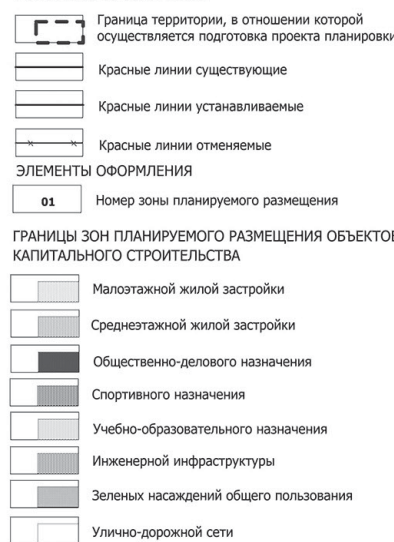 Граница территории, в отношении которой
осуществляется подготовка проекта планировки
Красные линии существующие
Красные линии устанавливаемые
Красные линии отменяемые
ЭЛЕМЕНТЫ ОФОРМЛЕНИЯ
01 Номер зоны планируемого размещения
ГРАНИЦЫ ЗОН ПЛАНИРУЕМОГО РАЗМЕЩЕНИЯ ОБЪЕКТОВ
КАПИТАЛЬНОГО СТРОИТЕЛЬСТВА
Малоэтажной жилой застройки
Среднеэтажной жилой застройки
Общественно-делового назначения
Спортивного назначения
Учебно-образовательного назначения
Инженерной инфраструктуры
Зеленых насаждений общего пользования
Улично-дорожной сети